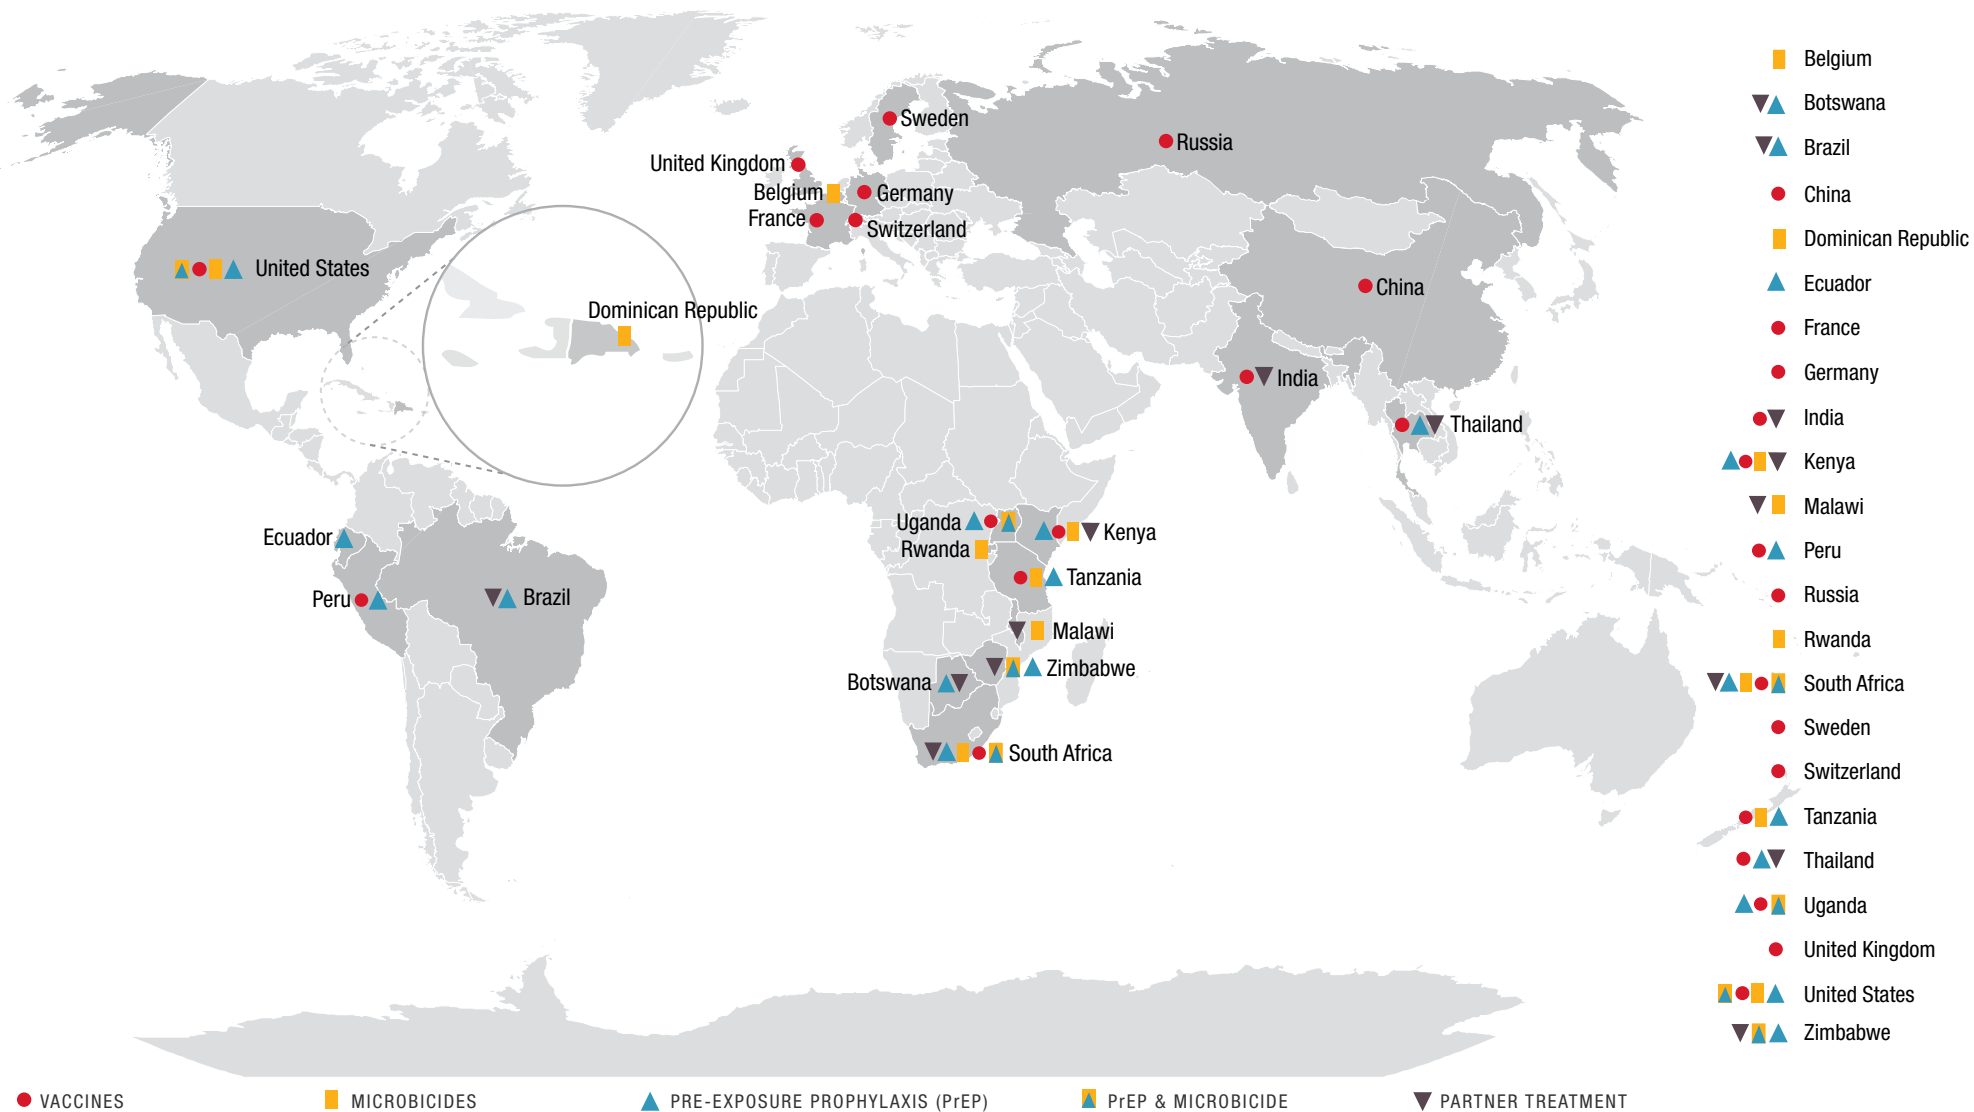 Sweden
Russia
United Kingdom
Belgium
Germany
France
Switzerland
United States
China
Dominican Republic
India
Thailand
Uganda
Kenya
Ecuador
Rwanda
Tanzania
Peru
Brazil
Malawi
Zimbabwe
Botswana
South Africa
Belgium
Botswana
Brazil
China
Dominican Republic
Ecuador
France
Germany
India
Kenya
Malawi
Peru
Russia
Rwanda
South Africa
Sweden
Switzerland
Tanzania
Thailand
Uganda
United Kingdom
United States
Zimbabwe
VACCINES
MICROBICIDES
PRE-EXPOSURE PROPHYLAXIS (PrEP)
PrEP & MICROBICIDE
PARTNER TREATMENT